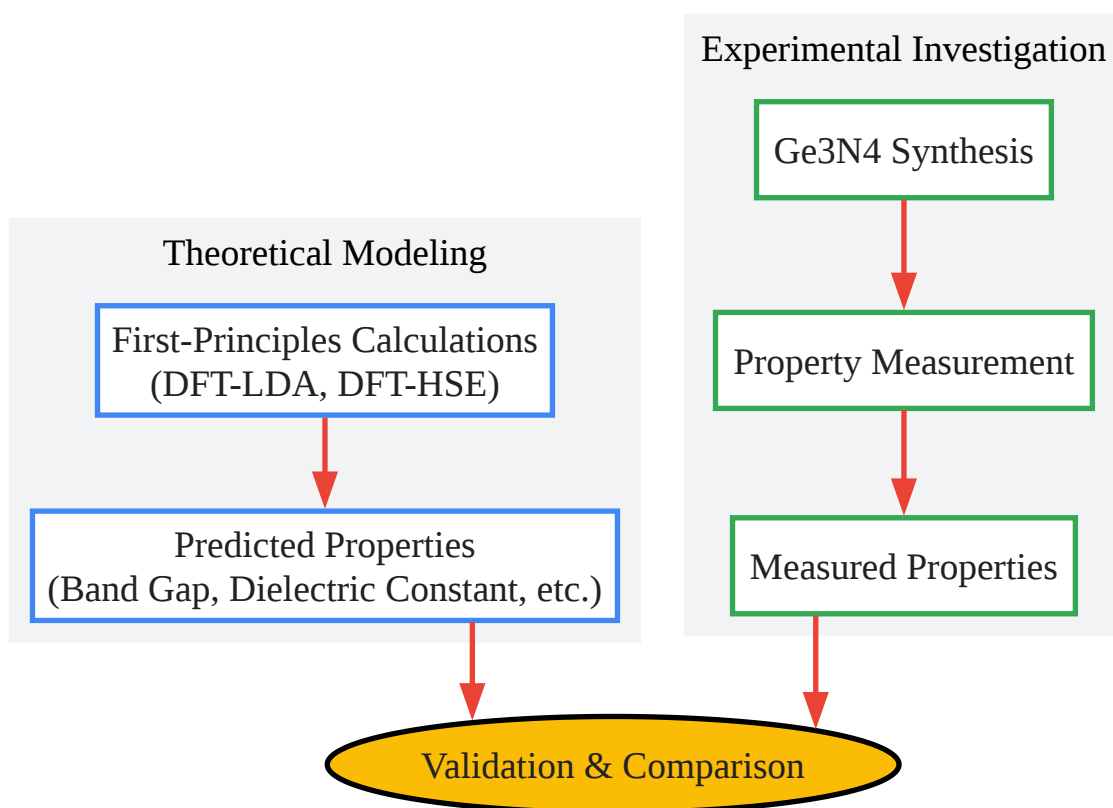 Experimental Investigation
Ge3N4 Synthesis
Property Measurement
Measured Properties
Theoretical Modeling
First-Principles Calculations
(DFT-LDA, DFT-HSE)
Predicted Properties
(Band Gap, Dielectric Constant, etc.)
Validation & Comparison